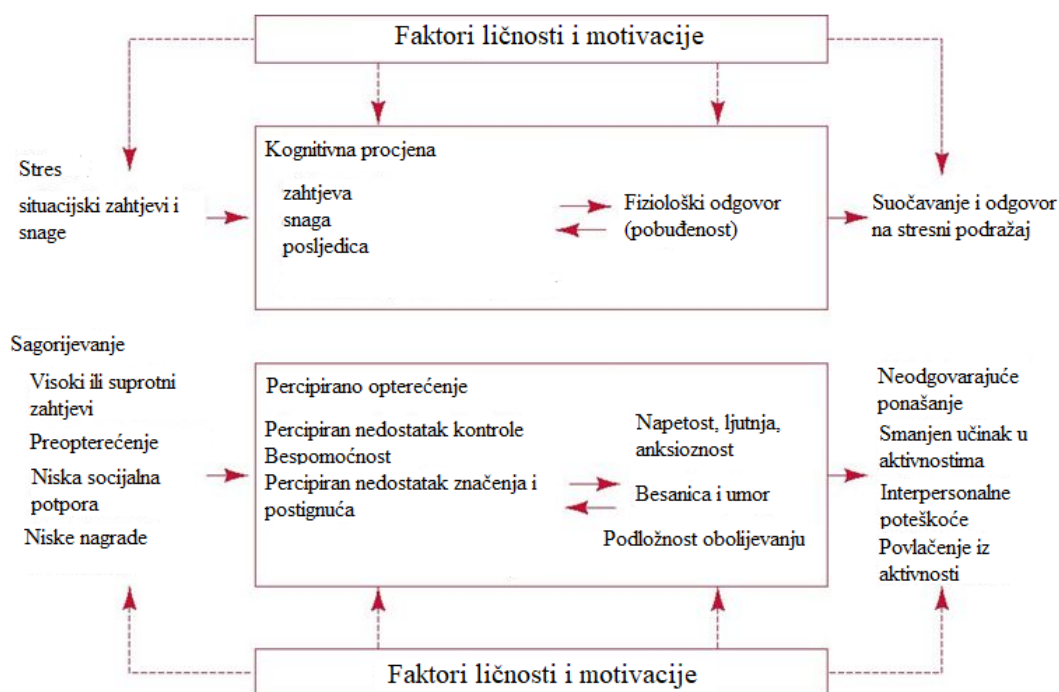 Faktori ličnosti i motivacije
Stres
situacijski zahtjevi i
snage
Kognitivna procjena
zahtjeva
snaga
posljedica
Fiziološki odgovor
(pobuđenost)
Suočavanje i odgovor
na stresni podražaj
Sagorijevanje
Visoki ili suprotni
zahtjevi
Preopterećenje
Niska socijalna
potpora
Niske nagrade
Percipirano opterećenje
Percipiran nedostatak kontrole
Bespomoćnost
Percipiran nedostatak značenja i
postignuća
Napetost, ljutnja,
anksioznost
Besanica i umor
Podložnost obolijevanju
Neodgovarajuće
ponašanje
Smanjen učinak u
aktivnostima
Interpersonalne
poteškoće
Povlačenje iz
aktivnosti
Faktori ličnosti i motivacije